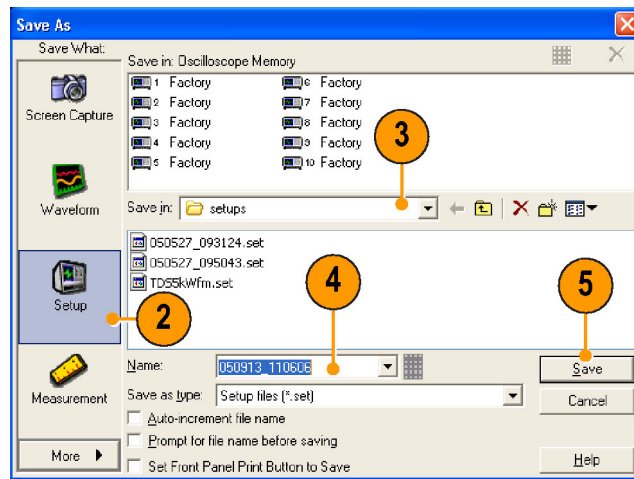 Save As
Save What:
Save in: Oscilloscope Memory
1 Factory
2 Factory
3 Factory
4 Factory
5 Factory
6 Factory
7 Factory
8 Factory
9 Factory
10 Factory
Screen Capture
Waveform
Setup
Measurement
More
3
Save in: setups
050527_093124.set
050527_095043.set
TDS5kWfm.set
2
4
5
Name: 050913_110606
Save
Save as type: Setup files (*.set)
Cancel
Auto-increment file name
Prompt for file name before saving
Set Front Panel Print Button to Save
Help